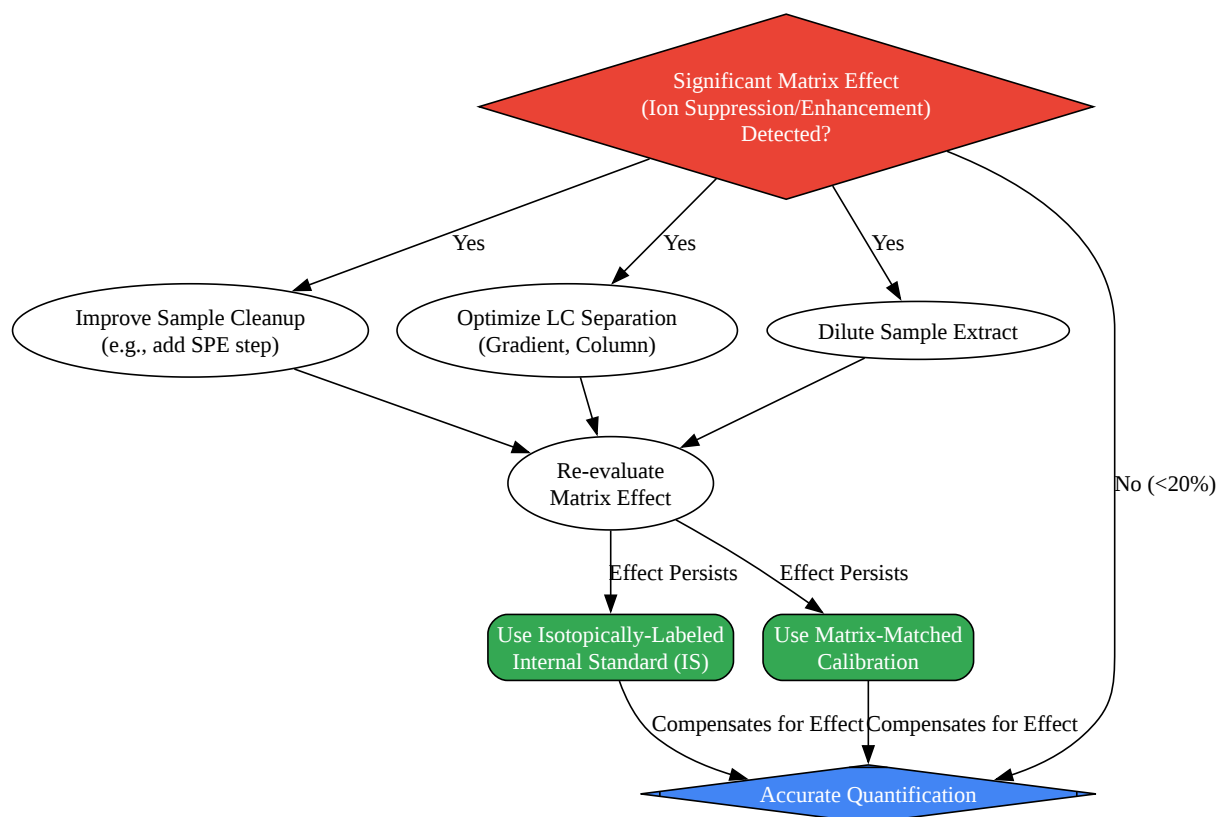 Significant Matrix Effect
(Ion Suppression/Enhancement)
Detected?
Yes
Yes
Yes
Improve Sample Cleanup
(e.g., add SPE step)
Optimize LC Separation
(Gradient, Column)
Dilute Sample Extract
Re-evaluate
Matrix Effect
No (<20%)
Effect Persists
Effect Persists
Use Isotopically-Labeled
Internal Standard (IS)
Use Matrix-Matched
Calibration
Compensates for Effect
Compensates for Effect
Accurate Quantification